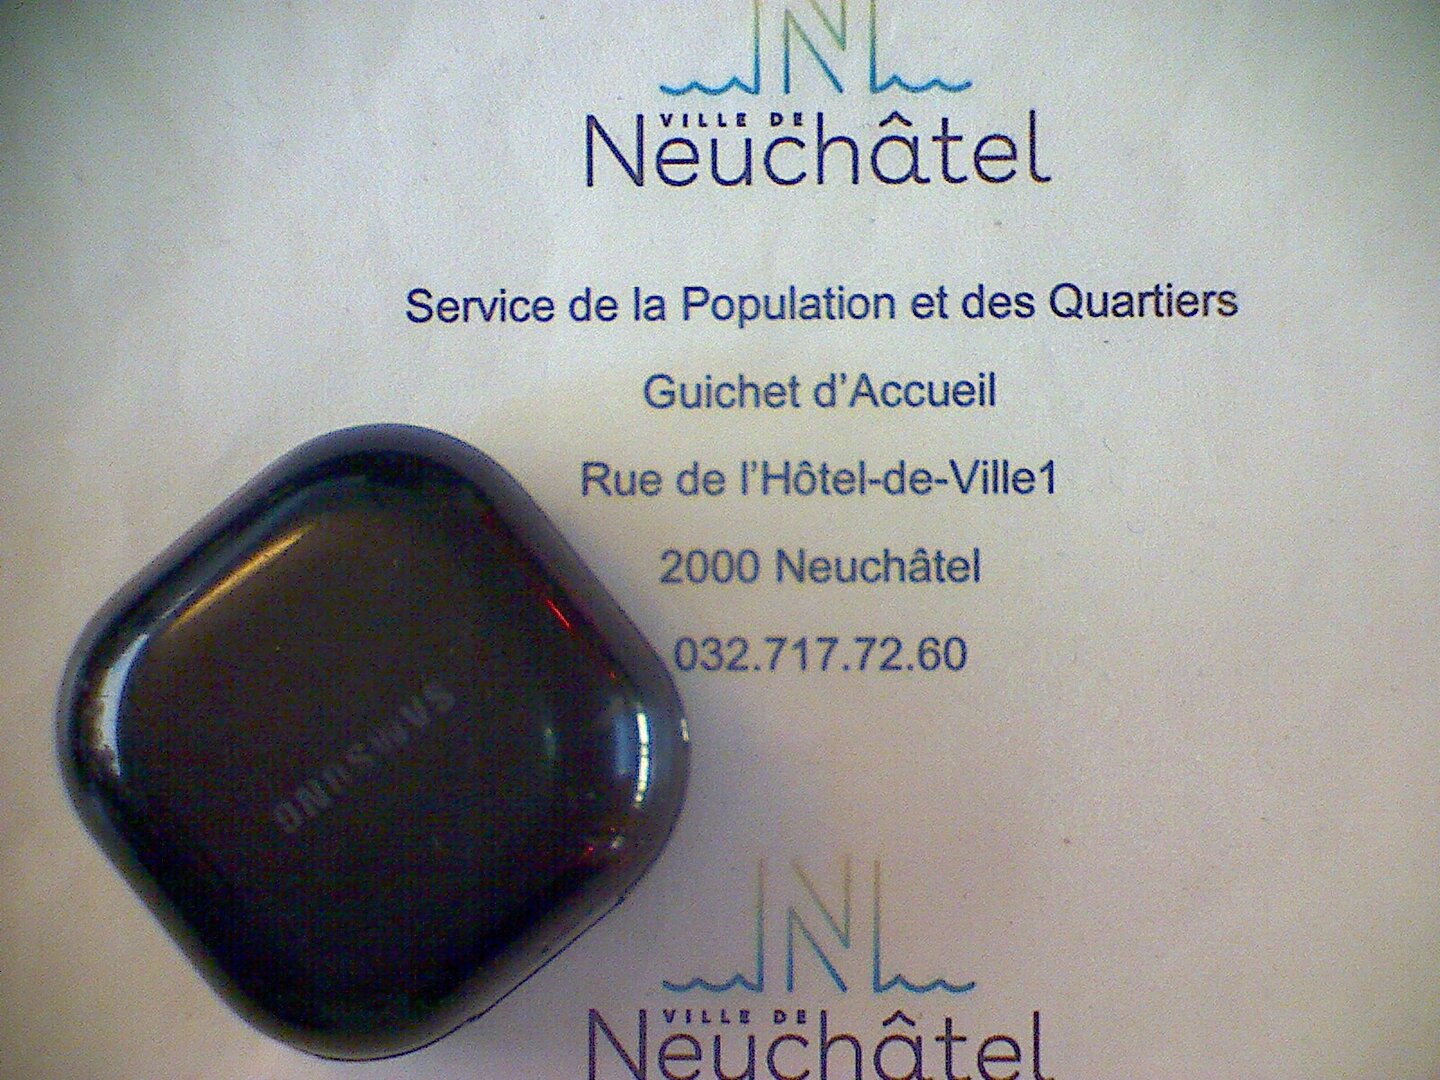 VILLE DE
Neuchâtel
Service de la Population et des Quartiers
Guichet d'Accueil
Rue de l'Hôtel-de-Ville1
2000 Neuchâtel
032.717.72.60
SAMSUNG
VILLE DE
Neuchâtel